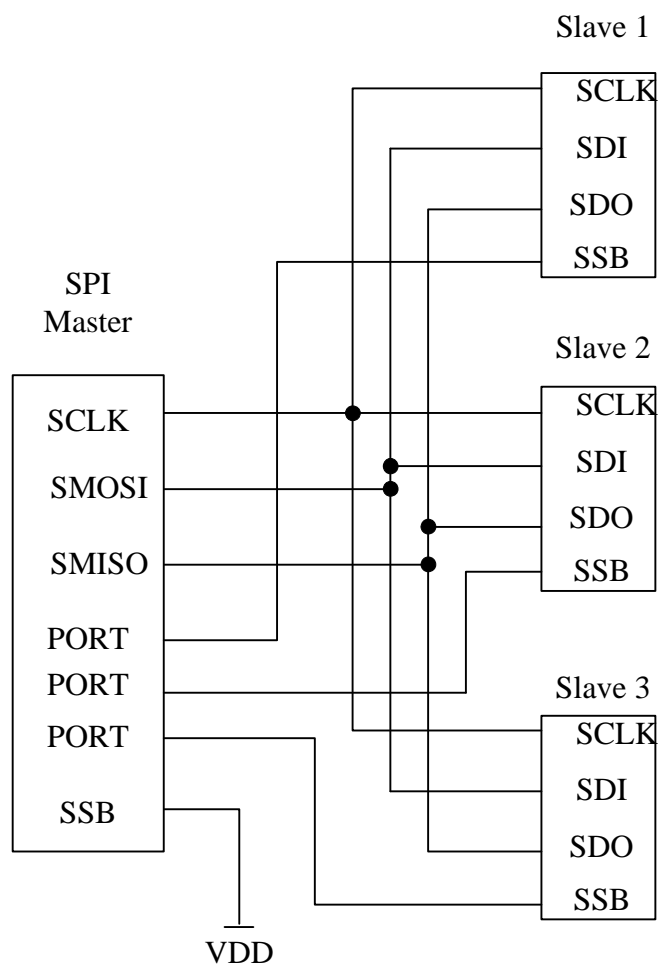 Slave 1
SCLK
SDI
SDO
SSB
SPI
Master
SCLK
SMOSI
SMISO
PORT
PORT
PORT
SSB
VDD
Slave 2
SCLK
SDI
SDO
SSB
Slave 3
SCLK
SDI
SDO
SSB